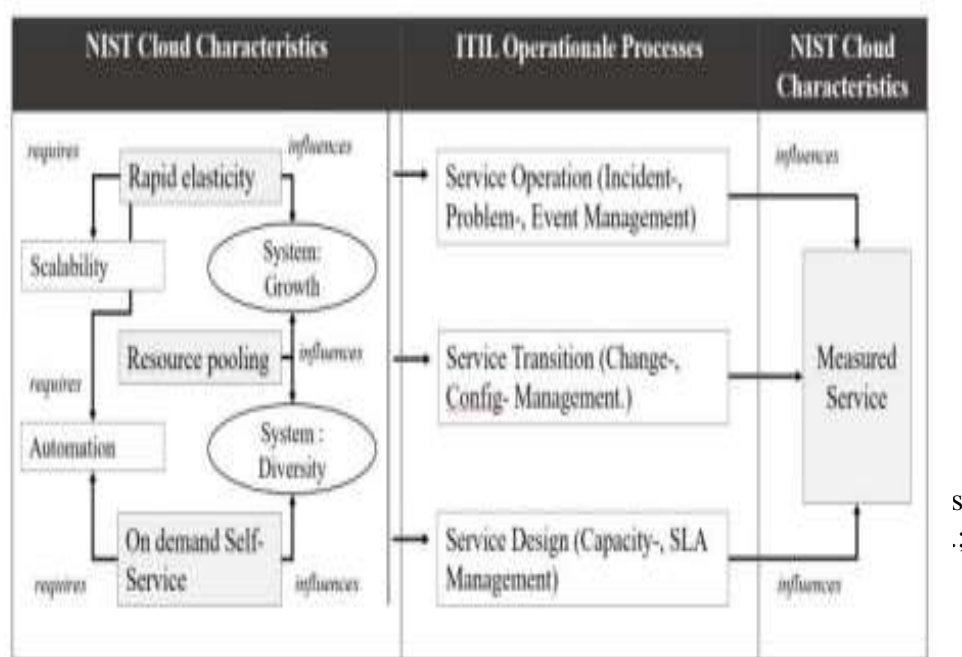 NIST Cloud Characteristics
ITIL Operationale Processes
NIST Cloud
Characteristics
requires
influences
Rapid elasticity
Scalability
System:
Growth
Resource pooling
influences
requires
Automation
System :
Diversity
On demand Self-
Service
requires
influences
Service Operation (Incident-,
Problem-, Event Management)
Service Transition (Change-,
Config- Management.)
Service Design (Capacity-, SLA
Management)
influences
Measured
Service
influences
s
.;